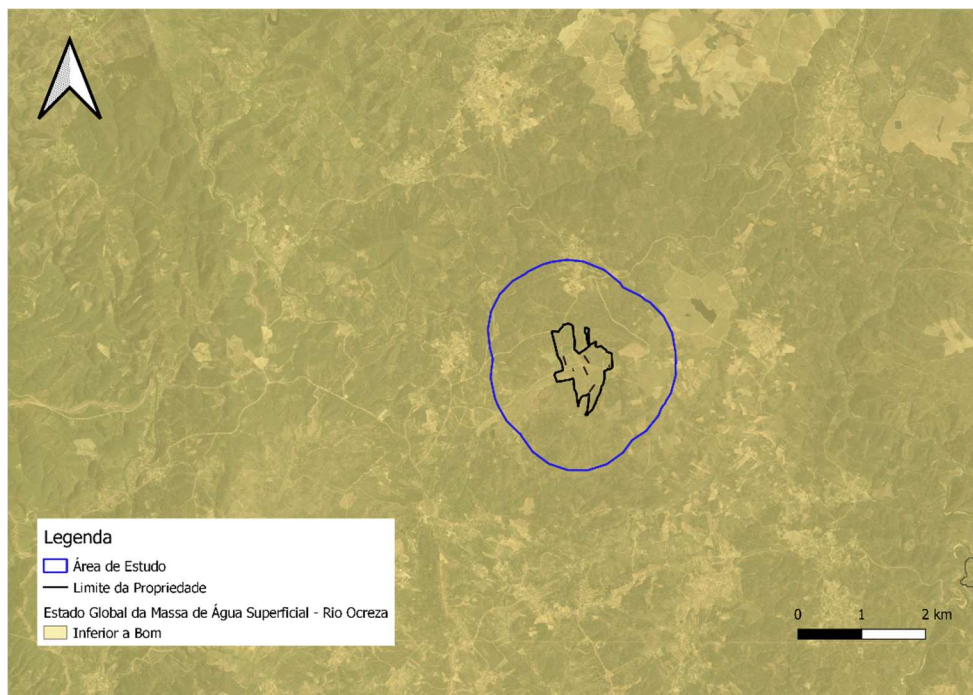 Legenda
Área de Estudo
Limite da Propriedade
Estado Global da Massa de Água Superficial - Rio Ocreza
Inferior a Bom
0 1 2 km